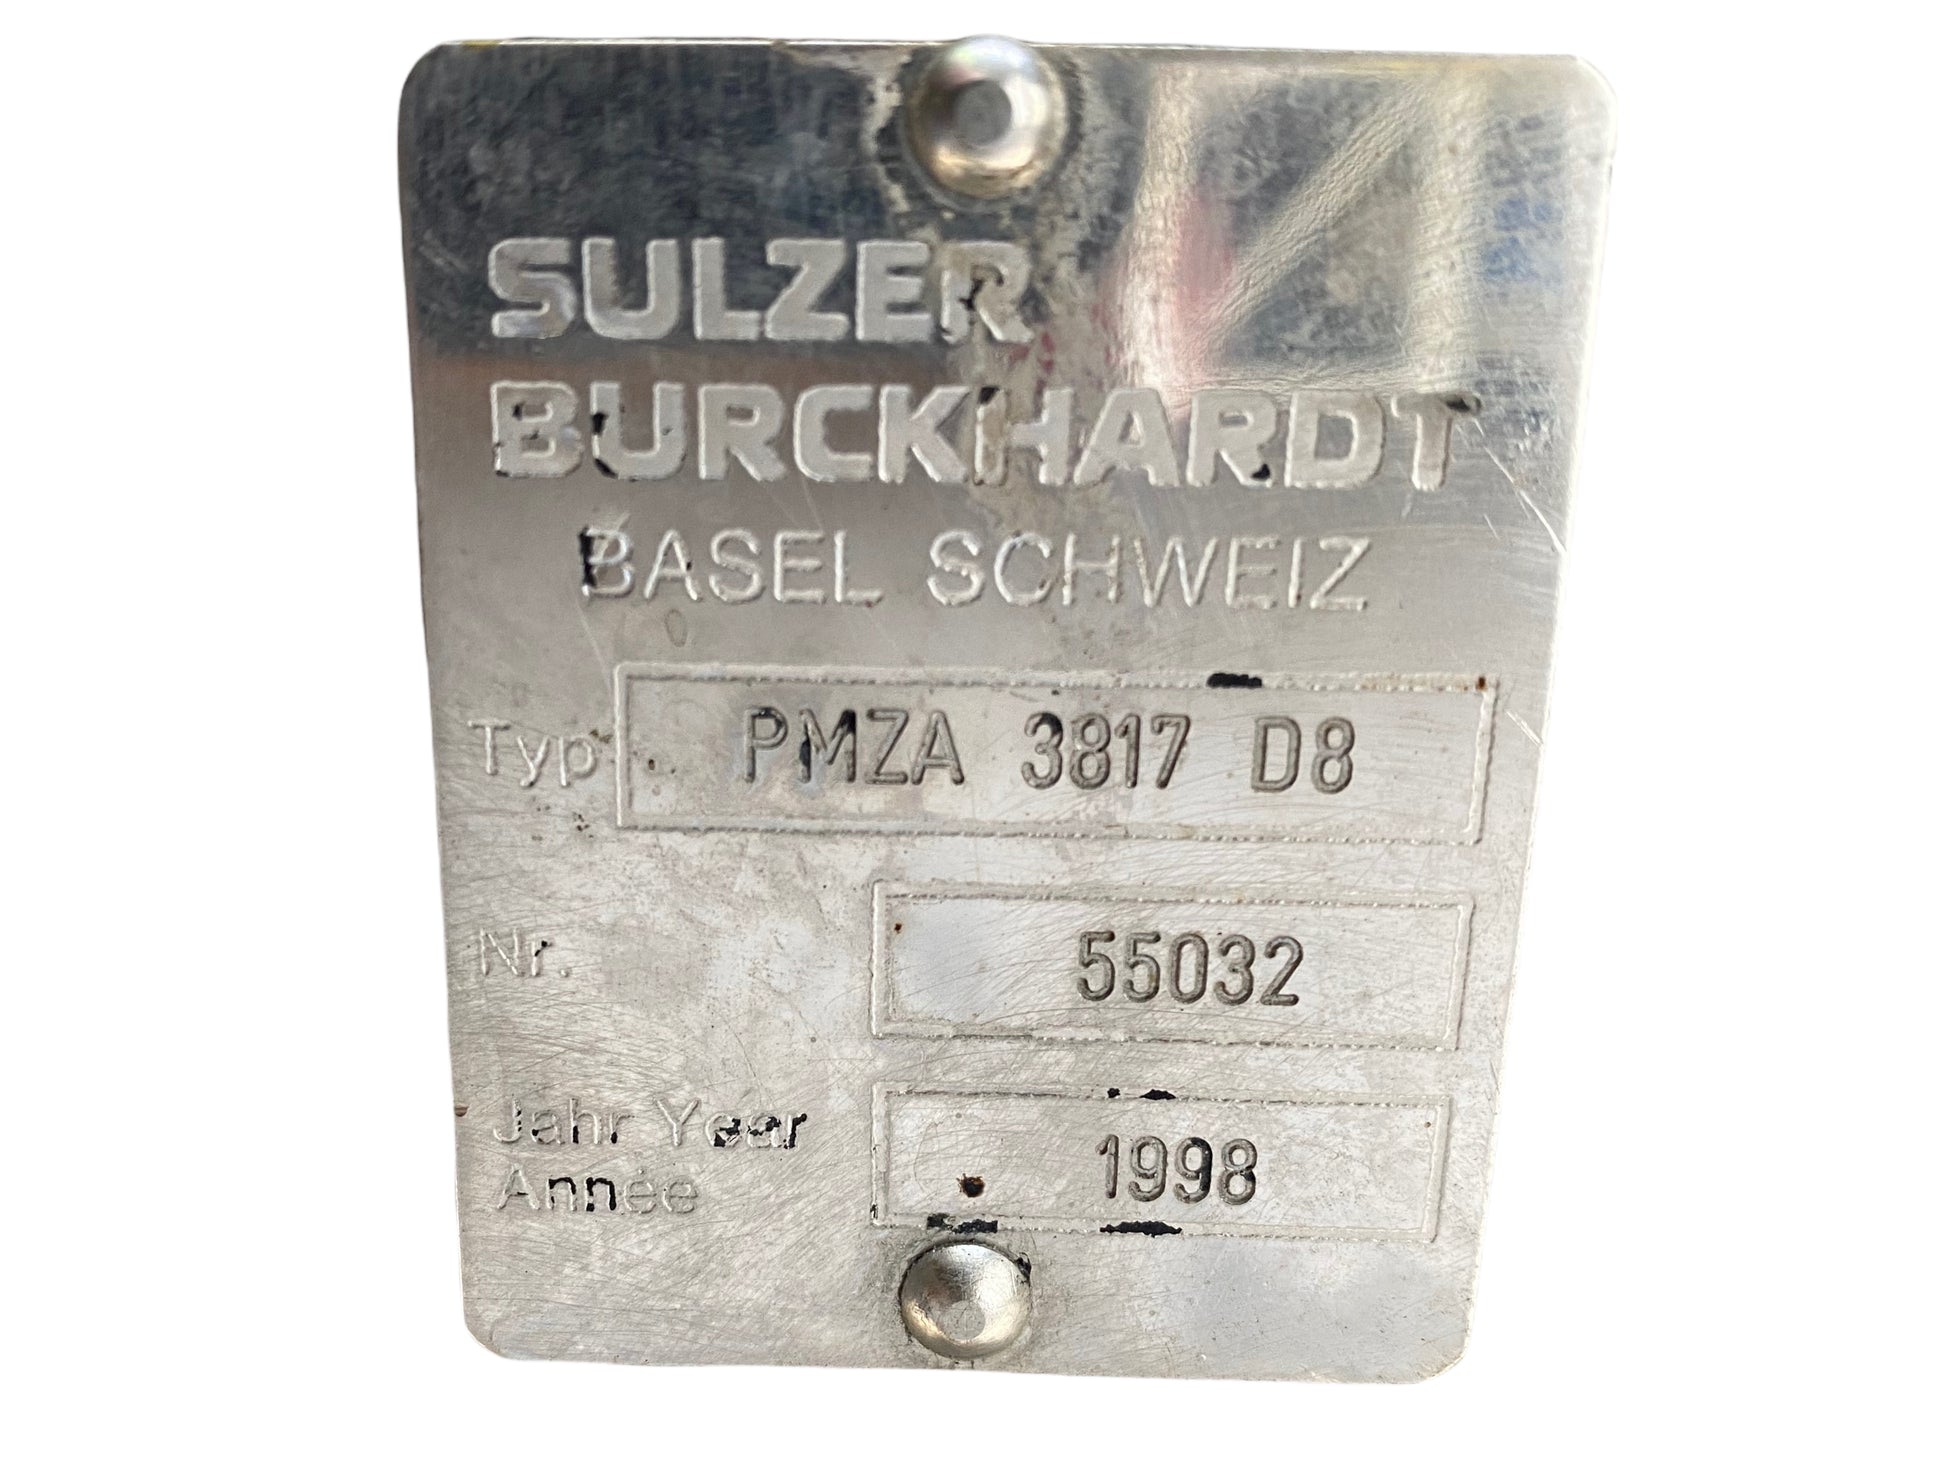 SULZER
BURCKHARDT
BASEL SCHWEIZ
Typ PMZA 3817 D8
Nr. 55032
Jahr Year 1998
Année